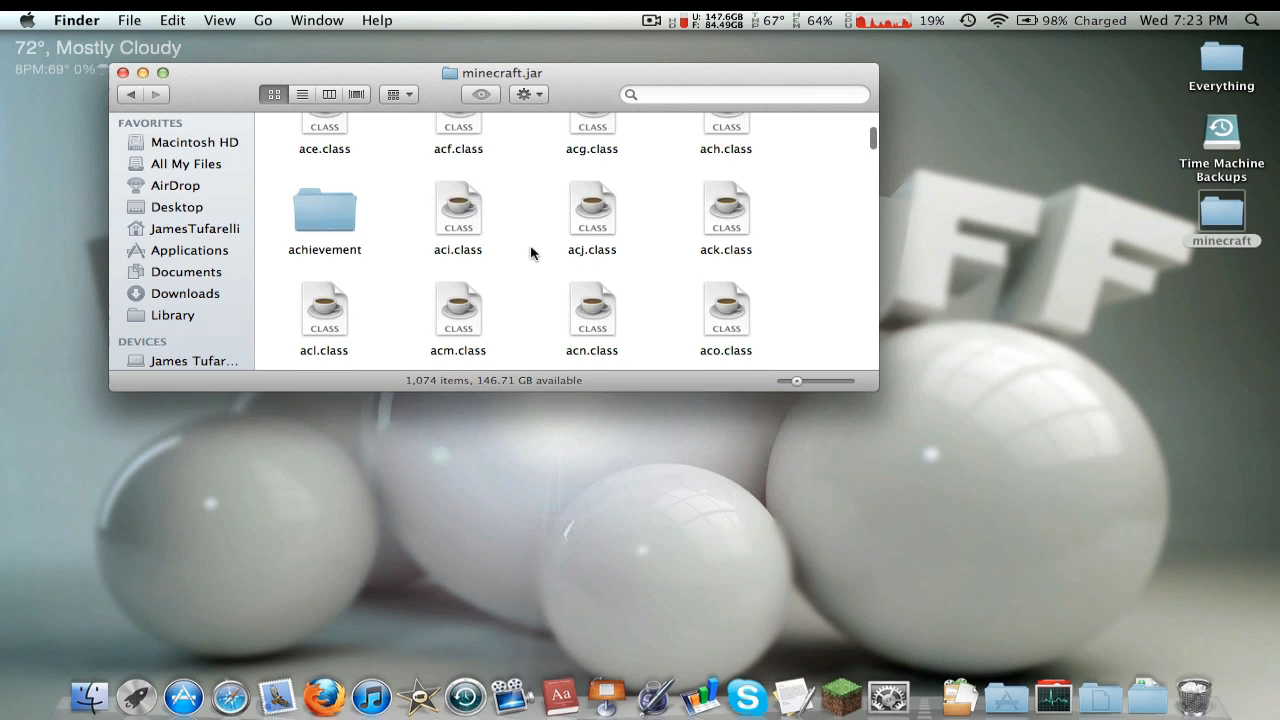 Finder File Edit View Go Window Help
U: 147.6GB
F: 84.49GB
67° 64% 19% 98% Charged Wed 7:23 PM
72°, Mostly Cloudy
8PM:69° 0%
minecraft.jar
FAVORITES
Macintosh HD
All My Files
AirDrop
Desktop
JamesTufarelli
Applications
Documents
Downloads
Library
DEVICES
James Tufar...
CLASS CLASS CLASS CLASS
ace.class acf.class acg.class ach.class
CLASS CLASS CLASS
achievement aci.class acj.class ack.class
CLASS CLASS CLASS CLASS
acl.class acm.class acn.class aco.class
1,074 items, 146.71 GB available
Everything
Time Machine
Backups
minecraft
FF
Aa